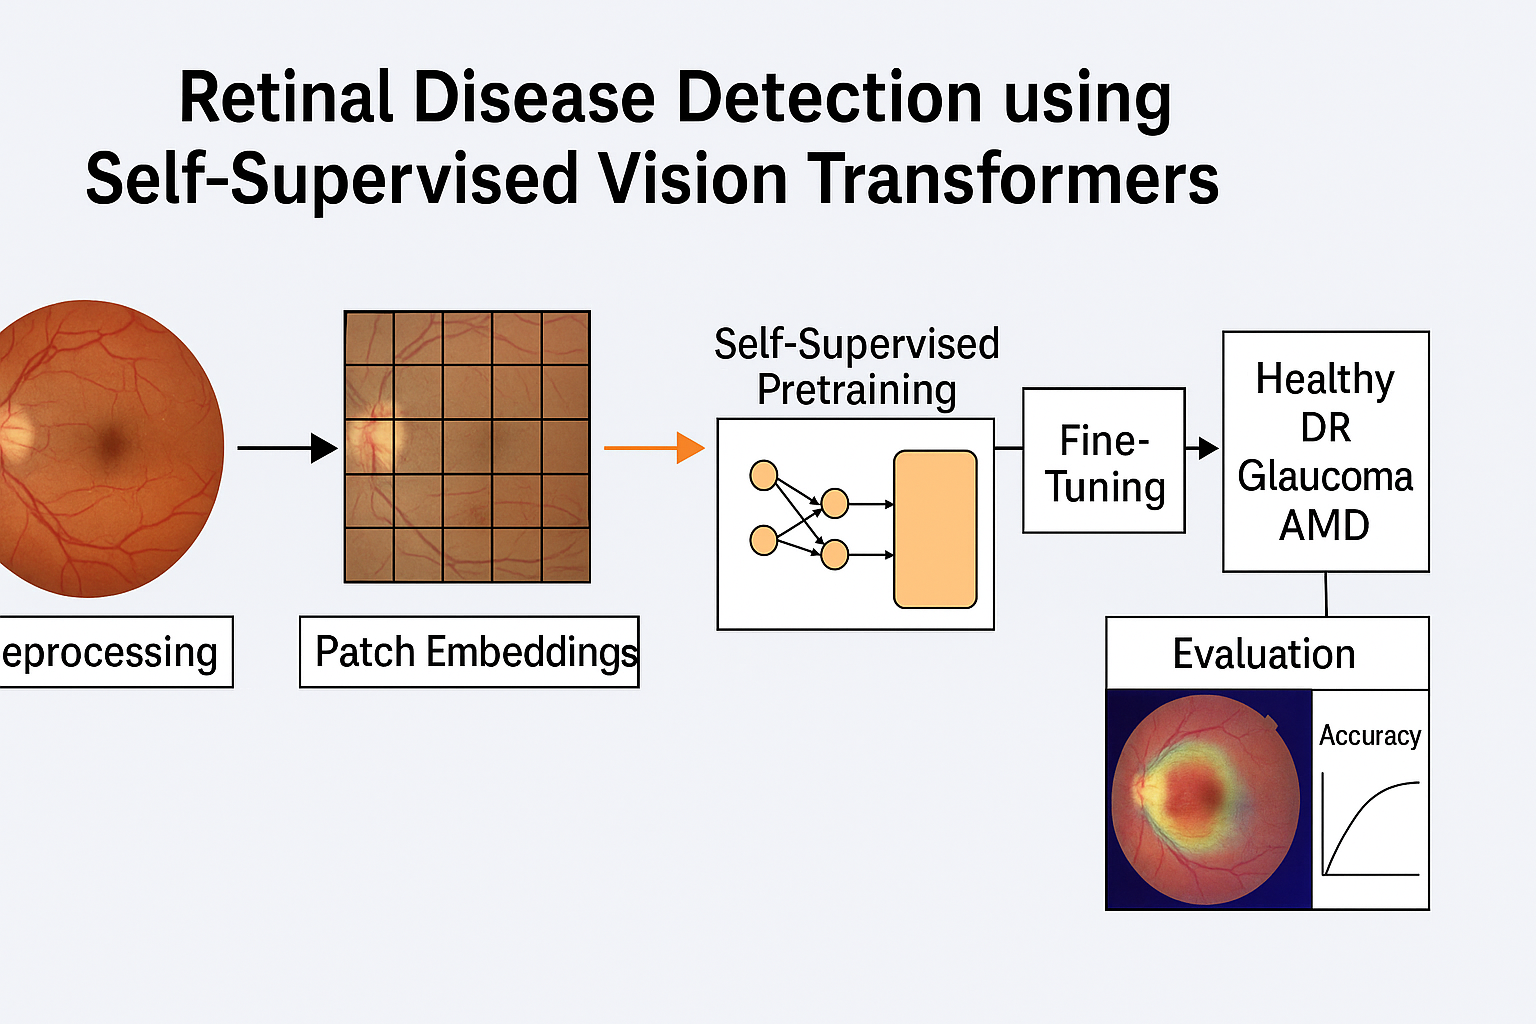 Retinal Disease Detection using
Self-Supervised Vision Transformers
Self-Supervised
Pretraining
Fine-
Tuning
Healthy
DR
Glaucoma
AMD
eprocessing
Patch Embeddings
Evaluation
Accuracy